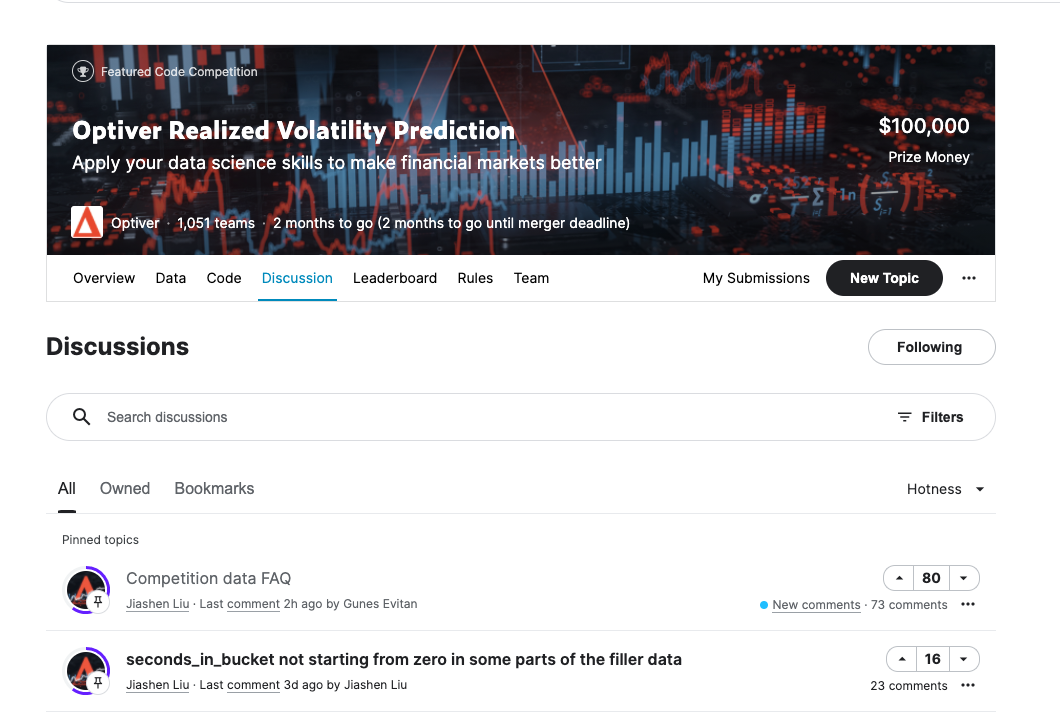 Featured Code Competition
Optiver Realized Volatility Prediction
$100,000
Apply your data science skills to make financial markets better
Prize Money
Optiver · 1,051 teams · 2 months to go (2 months to go until merger deadline)
Overview Data Code Discussion Leaderboard Rules Team My Submissions New Topic ···
Discussions
Following
Search discussions
Filters
All Owned Bookmarks
Hotness
Pinned topics
Competition data FAQ
80
Jiashen Liu · Last comment 2h ago by Gunes Evitan
New comments · 73 comments ···
seconds_in_bucket not starting from zero in some parts of the filler data
16
Jiashen Liu · Last comment 3d ago by Jiashen Liu
23 comments ···